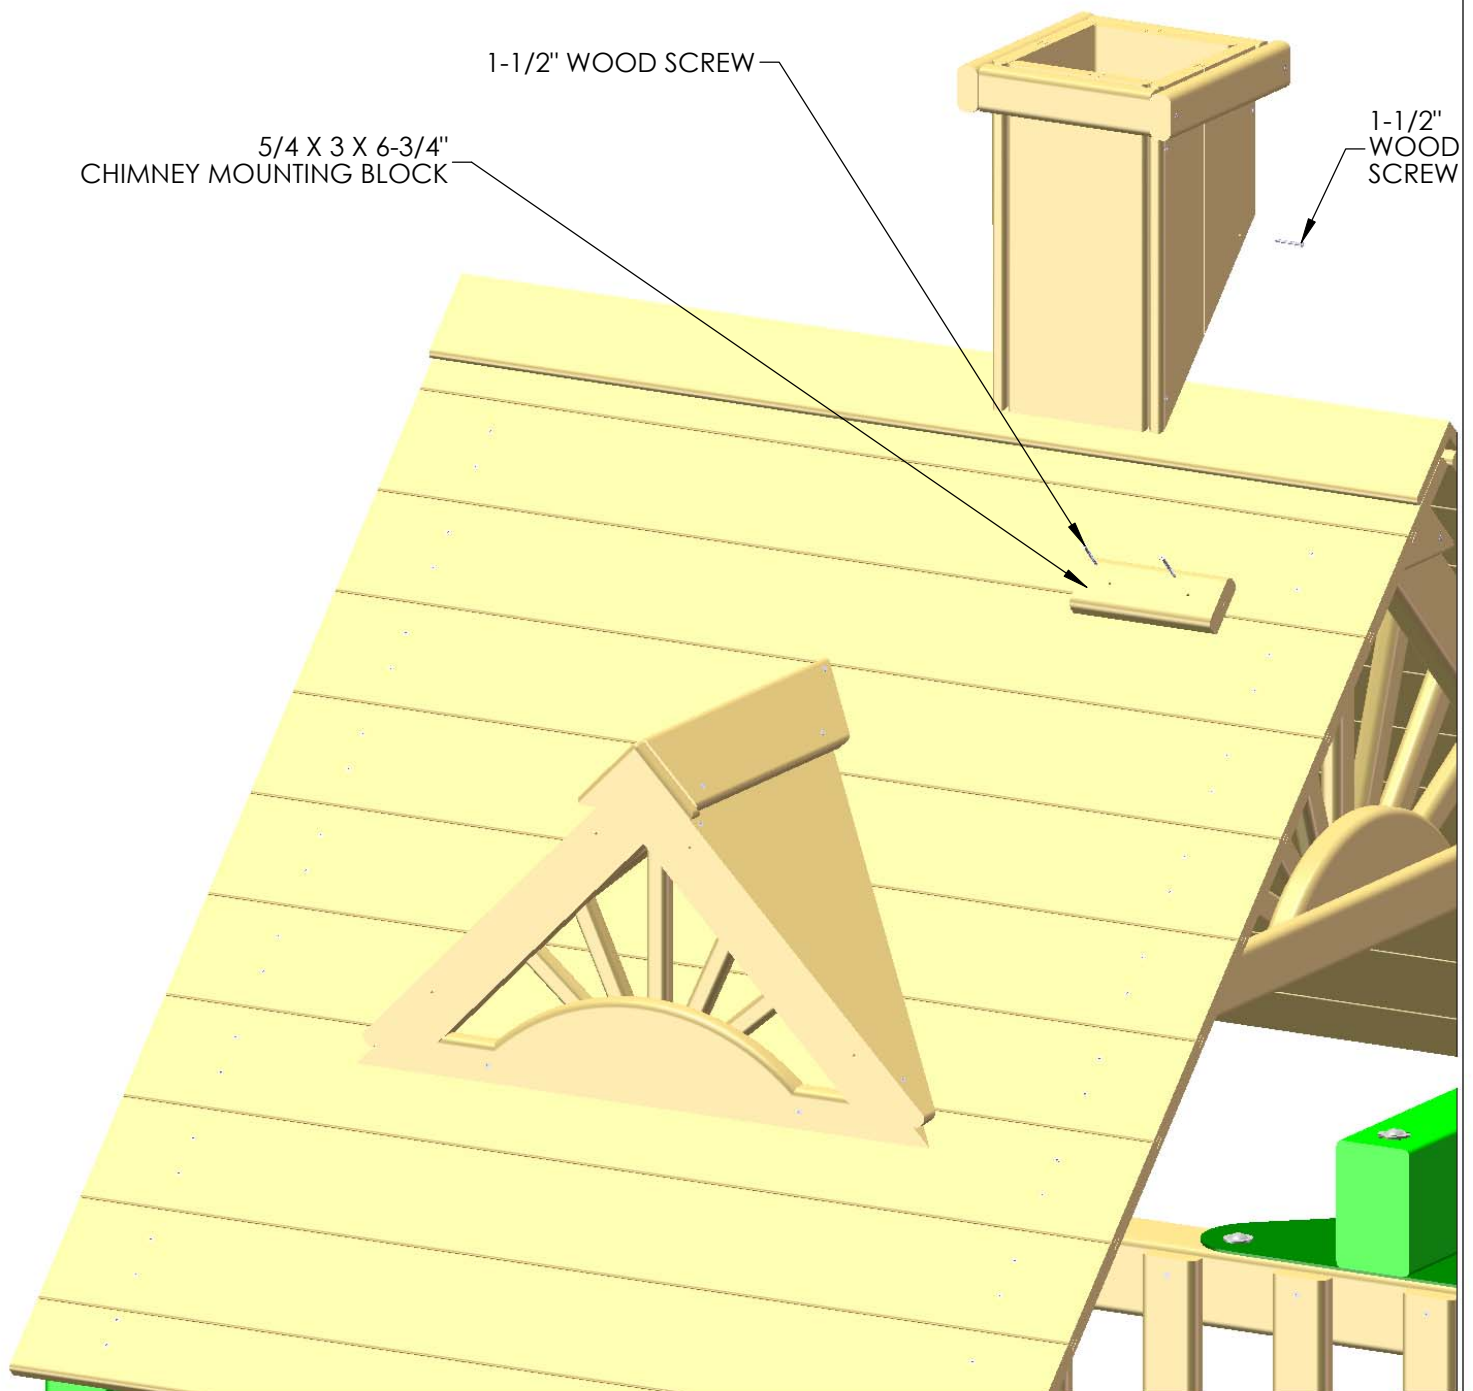 1-1/2" WOOD SCREW
5/4 X 3 X 6-3/4"
CHIMNEY MOUNTING BLOCK
1-1/2"
WOOD
SCREW